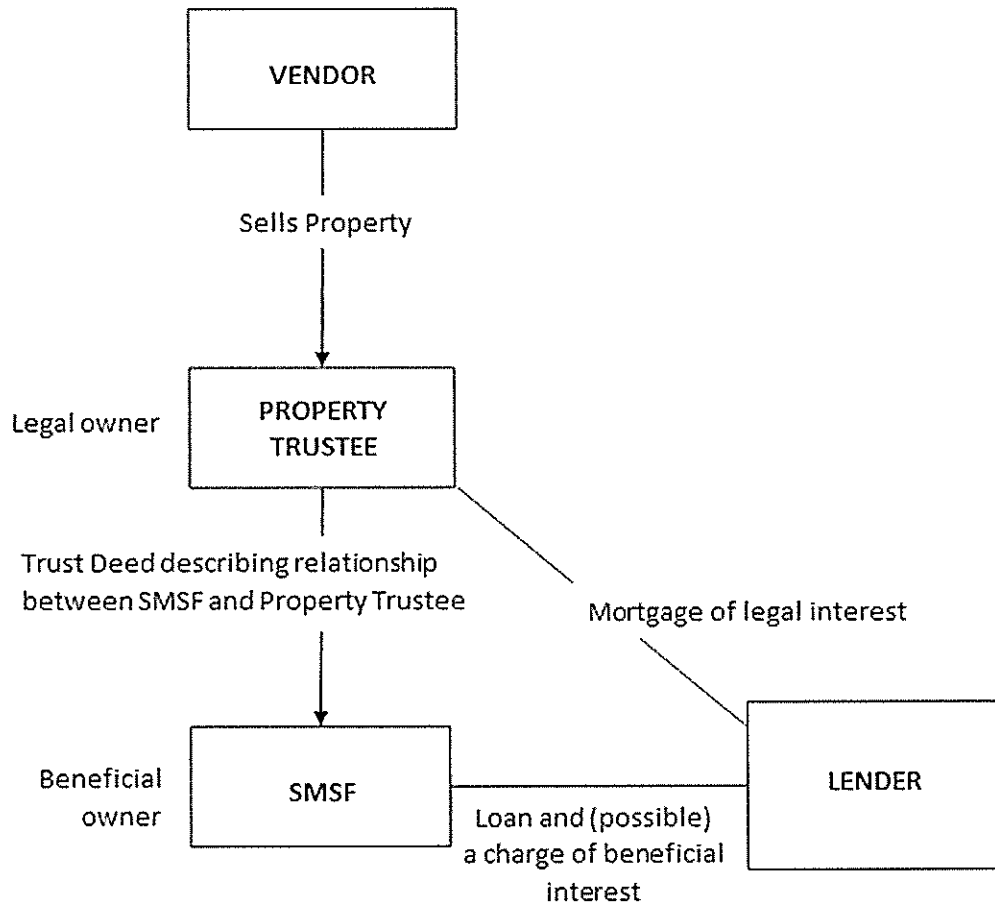 VENDOR
Sells Property
Legal owner
PROPERTY
TRUSTEE
Trust Deed describing relationship
between SMSF and Property Trustee
Mortgage of legal interest
Beneficial
owner
SMSF
LENDER
Loan and (possible)
a charge of beneficial
interest